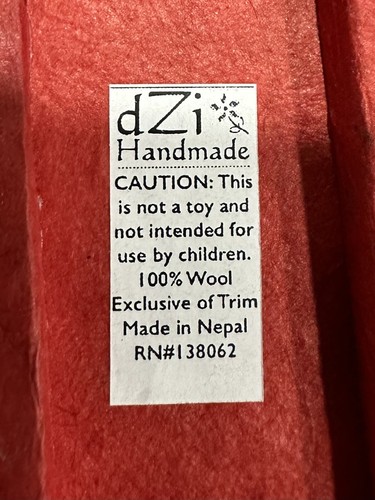 dZi
Handmade
CAUTION: This
is not a toy and
not intended for
use by children.
100% Wool
Exclusive of Trim
Made in Nepal
RN#138062